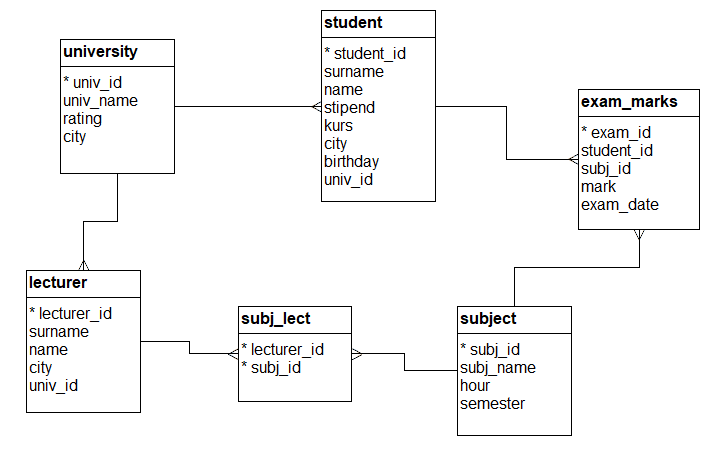 student
* student_id
surname
name
stipend
kurs
city
birthday
univ_id
university
* univ_id
univ_name
rating
city
exam_marks
* exam_id
student_id
subj_id
mark
exam_date
lecturer
* lecturer_id
surname
name
city
univ_id
subj_lect
* lecturer_id
* subj_id
subject
* subj_id
subj_name
hour
semester